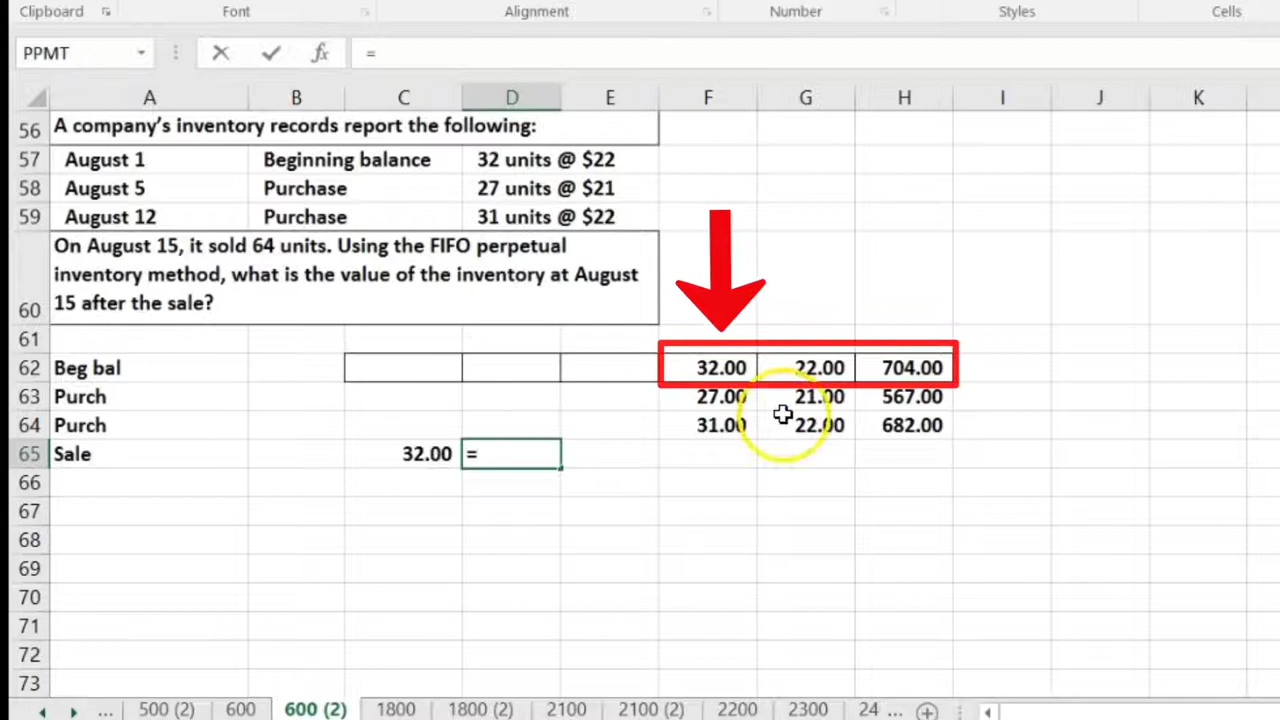 Clipboard Font Alignment Number Styles Cells
PPMT fx =
A B C D E F G H I J K
56 A company's inventory records report the following:
57 August 1 Beginning balance 32 units @ $22
58 August 5 Purchase 27 units @ $21
59 August 12 Purchase 31 units @ $22
On August 15, it sold 64 units. Using the FIFO perpetual
inventory method, what is the value of the inventory at August
60 15 after the sale?
61
62 Beg bal 32.00 22.00 704.00
63 Purch 27.00 21.00 567.00
64 Purch 31.00 22.00 682.00
65 Sale 32.00 =
66
67
68
69
70
71
72
73
... 500 (2) 600 600 (2) 1800 1800 (2) 2100 2100 (2) 2200 2300 24 ...